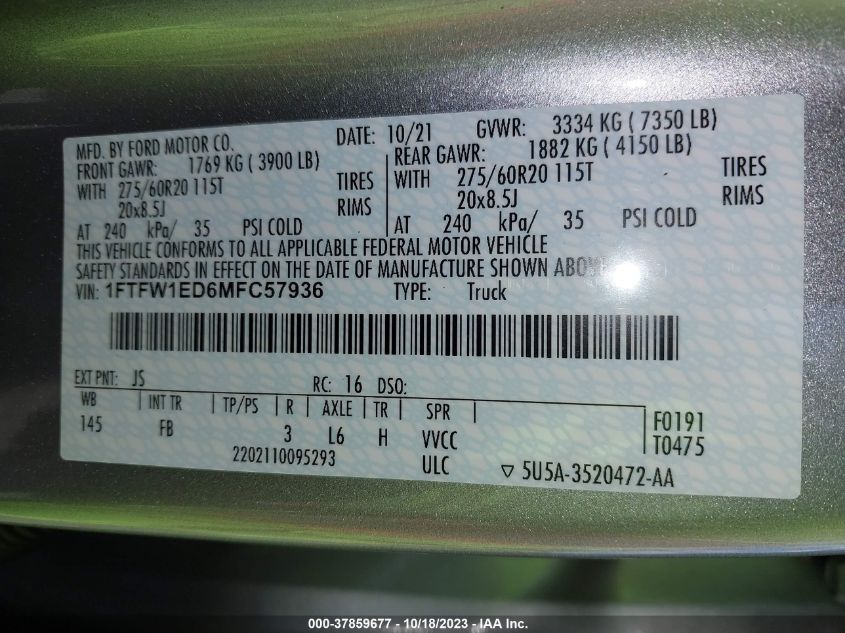 MFD. BY FORD MOTOR CO.
DATE: 10/21 GVWR: 3334 KG ( 7350 LB)
FRONT GAWR: 1769 KG ( 3900 LB)
WITH 275/60R20 115T TIRES
20x8.5J RIMS
AT 240 kPa/ 35 PSI COLD
REAR GAWR: 1882 KG ( 4150 LB)
WITH 275/60R20 115T TIRES
20x8.5J RIMS
AT 240 kPa/ 35 PSI COLD
THIS VEHICLE CONFORMS TO ALL APPLICABLE FEDERAL MOTOR VEHICLE
SAFETY STANDARDS IN EFFECT ON THE DATE OF MANUFACTURE SHOWN ABOVE
VIN: 1FTFW1ED6MFC57936 TYPE: Truck
EXT PNT: JS RC: 16 DSO:
WB INT TR TP/PS R AXLE TR SPR
145 FB 3 L6 H VVCC
F0191
T0475
2202110095293 ULC ▽ 5U5A-3520472-AA
000-37859677 - 10/18/2023 - IAA Inc.